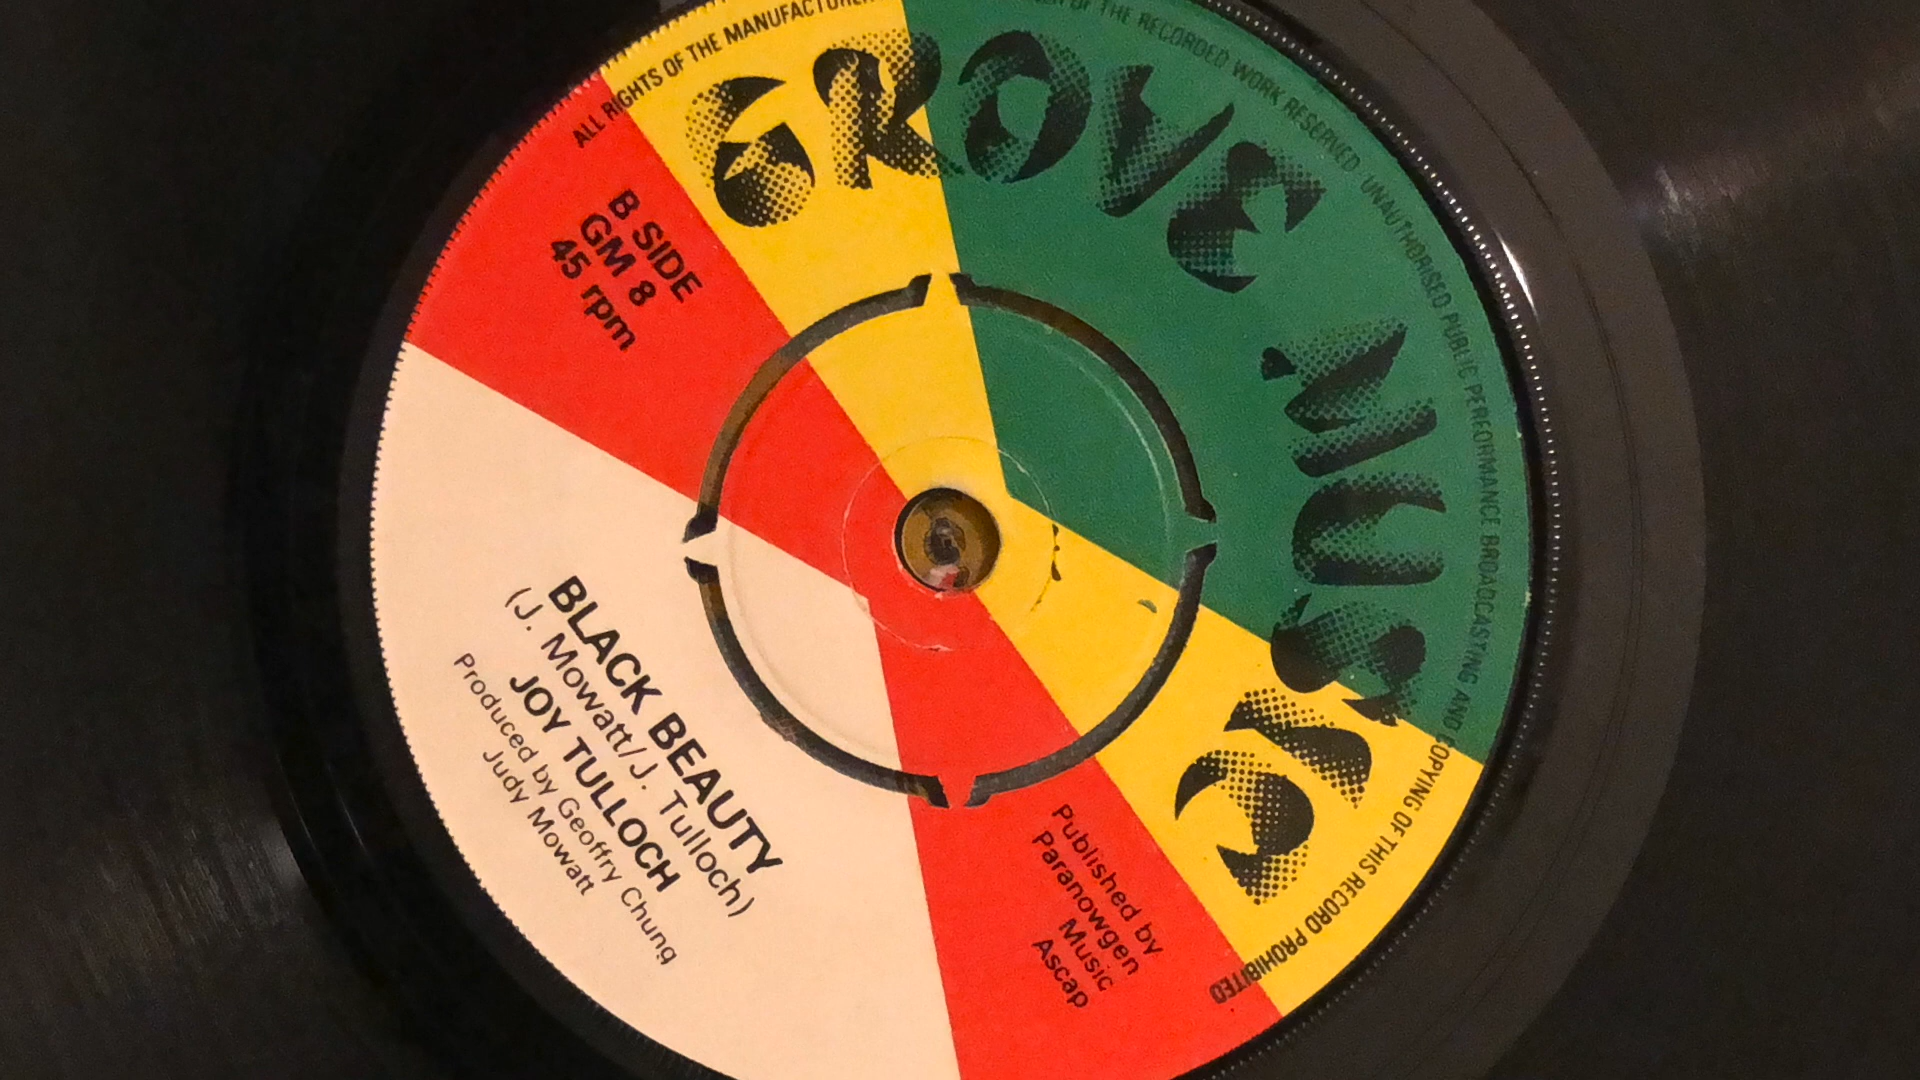 ALL RIGHTS OF THE MANUFACTURER OF THE RECORDED WORK RESERVED UNAUTHORISED PUBLIC PERFORMANCE BROADCASTING AND COPYING OF THIS RECORD PROHIBITED
GROVE MUSIC
B SIDE
GM 8
45 rpm
BLACK BEAUTY
(J. Mowatt/J. Tulloch)
JOY TULLOCH
Produced by Geoffry Chung
Judy Mowatt
Published by
Paranowgen
Music
Ascap